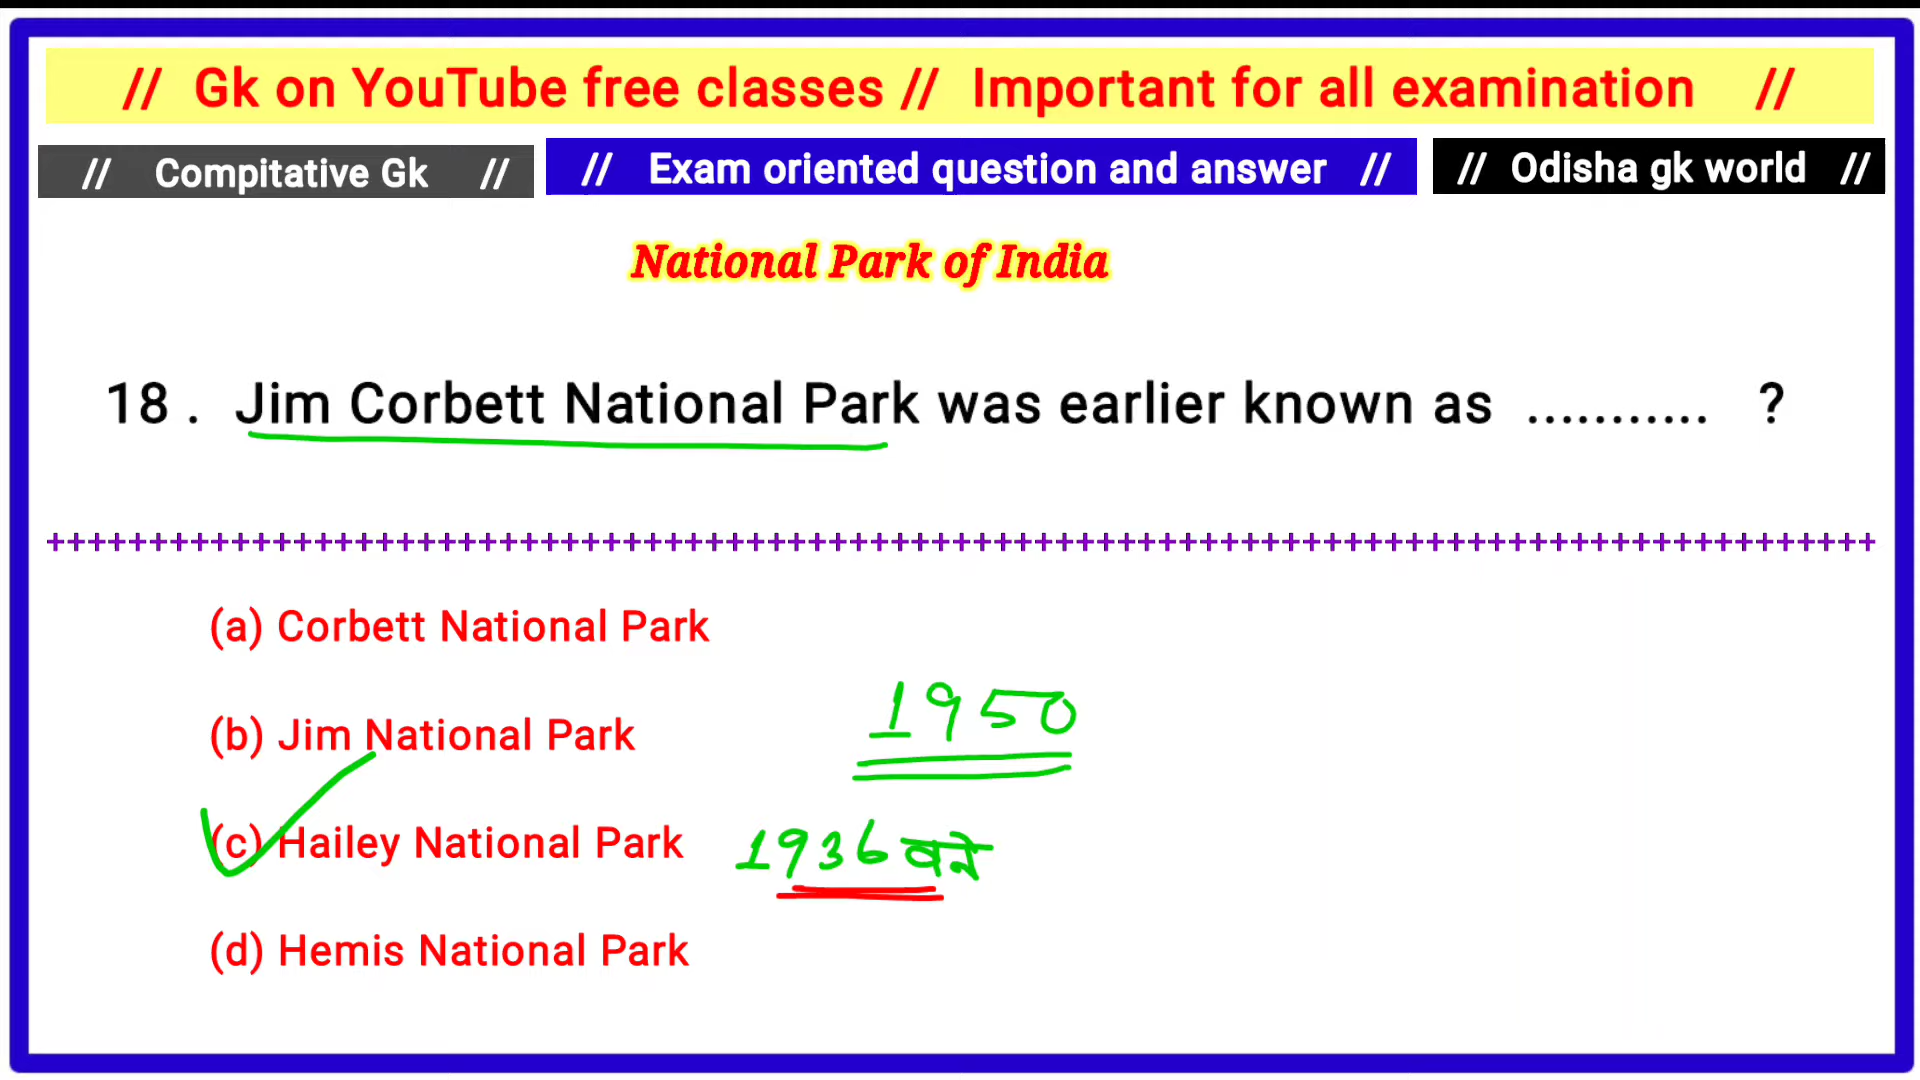 // Gk on YouTube free classes // Important for all examination //
// Compitative Gk // // Exam oriented question and answer // // Odisha gk world //
National Park of India
18 . Jim Corbett National Park was earlier known as ........... ?
+++++++++++++++++++++++++++++++++++++++++++++++++++++++++++++++++++++++++++++++++++++++++
(a) Corbett National Park
(b) Jim National Park
1950
(c) Hailey National Park 1936
(d) Hemis National Park